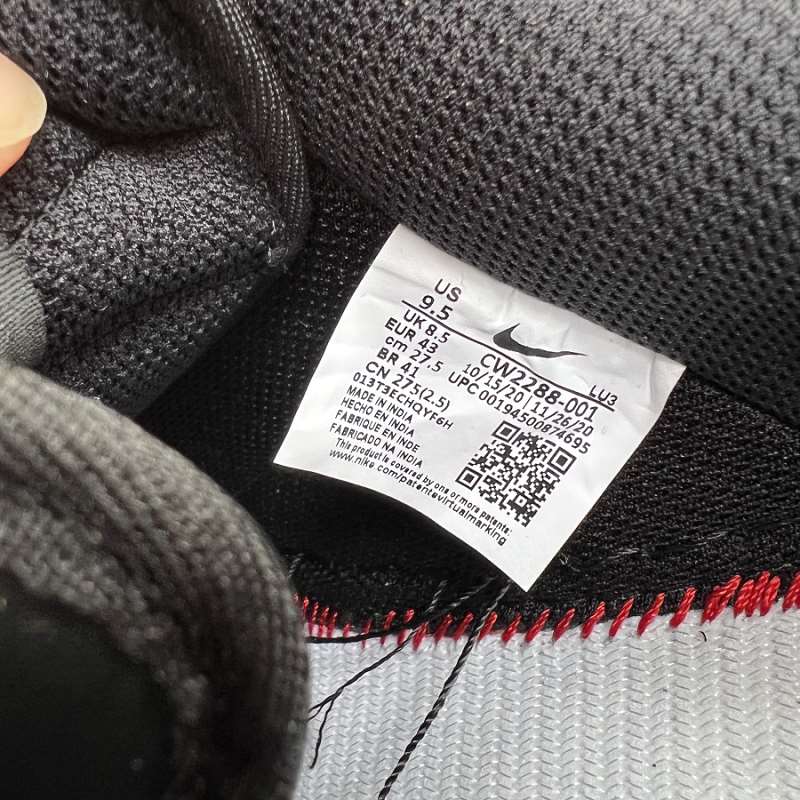 US
9.5
UK 8.5
EUR 43
cm 27.5
BR 41
CN 275(2.5)
013T3ECHQYF6H
MADE IN INDIA
HECHO EN INDIA
FABRIQUE EN INDE
FABRICADO NA INDIA
This product is covered by one or more patents:
www.nike.com/patentsvirtualmarking
LU3
CW2288-001
10/15/20 | 11/26/20
UPC 00194500874695